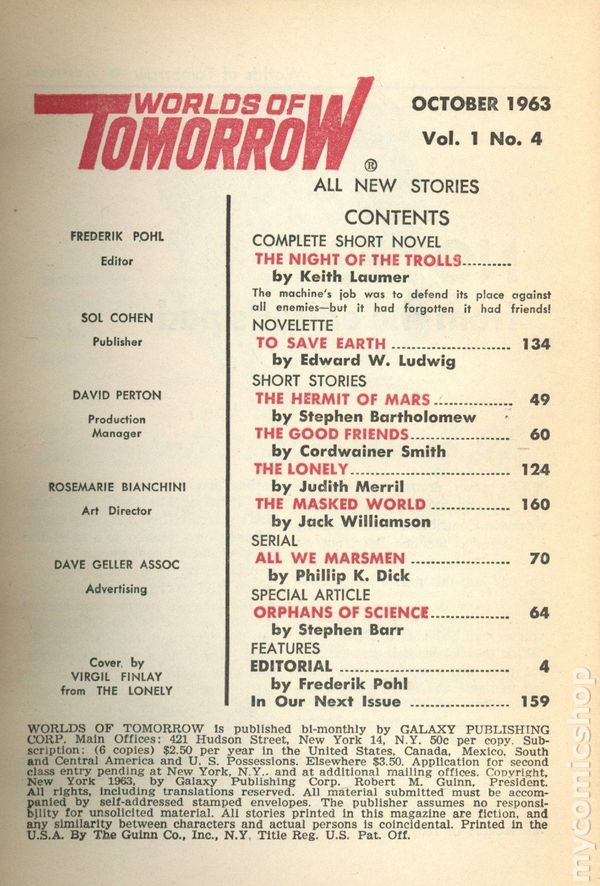 WORLDS OF
TOMORROW
®
OCTOBER 1963
Vol. 1 No. 4
ALL NEW STORIES
FREDERIK POHL
Editor
SOL COHEN
Publisher
DAVID PERTON
Production
Manager
ROSEMARIE BIANCHINI
Art Director
DAVE GELLER ASSOC
Advertising
Cover by
VIRGIL FINLAY
from THE LONELY
CONTENTS
COMPLETE SHORT NOVEL
THE NIGHT OF THE TROLLS..........
by Keith Laumer
The machine's job was to defend its place against
all enemies—but it had forgotten it had friends!
NOVELETTE
TO SAVE EARTH .................... 134
by Edward W. Ludwig
SHORT STORIES
THE HERMIT OF MARS ............. 49
by Stephen Bartholomew
THE GOOD FRIENDS................. 60
by Cordwainer Smith
THE LONELY........................... 124
by Judith Merril
THE MASKED WORLD .............. 160
by Jack Williamson
SERIAL
ALL WE MARSMEN ................. 70
by Phillip K. Dick
SPECIAL ARTICLE
ORPHANS OF SCIENCE.............. 64
by Stephen Barr
FEATURES
EDITORIAL ............................. 4
by Frederik Pohl
In Our Next Issue .................. 159
WORLDS OF TOMORROW is published bi-monthly by GALAXY PUBLISHING
CORP. Main Offices: 421 Hudson Street, New York 14, N.Y. 50c per copy. Sub-
scription: (6 copies) $2.50 per year in the United States, Canada, Mexico, South
and Central America and U. S. Possessions. Elsewhere $3.50. Application for second
class entry pending at New York, N.Y., and at additional mailing offices. Copyright,
New York 1963, by Galaxy Publishing Corp. Robert M. Guinn, President.
All rights, including translations reserved. All material submitted must be accom-
panied by self-addressed stamped envelopes. The publisher assumes no responsi-
bility for unsolicited material. All stories printed in this magazine are fiction, and
any similarity between characters and actual persons is coincidental. Printed in the
U.S.A. By The Guinn Co., Inc., N.Y. Title Reg. U.S. Pat. Off.
mycomicshop